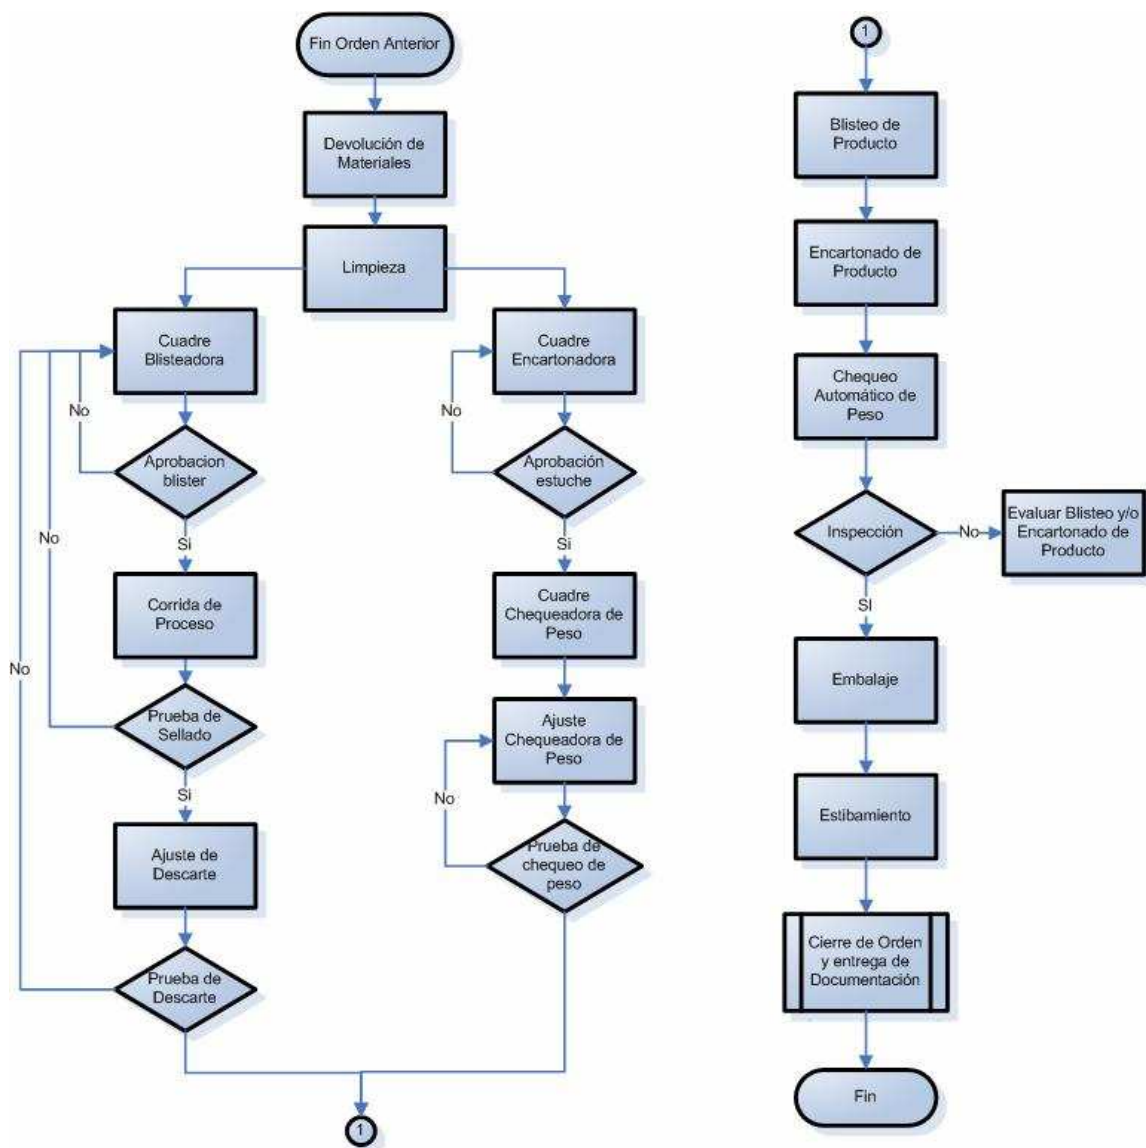 Fin Orden Anterior
Devolución de
Materiales
Limpieza
Cuadre
Blisteadora
No
Aprobacion
blister
Si
No
Corrida de
Proceso
No
Prueba de
Sellado
Si
Ajuste de
Descarte
Prueba de
Descarte
Cuadre
Encartonadora
No
Aprobación
estuche
Si
Cuadre
Chequeadora de
Peso
Ajuste
Chequeadora de
Peso
No
Prueba de
chequeo de
peso
1
1
Blisteo de
Producto
Encartonado de
Producto
Chequeo
Automático de
Peso
Inspección
No
Evaluar Blisteo y/o
Encartonado de
Producto
SI
Embalaje
Estibamiento
Cierre de Orden
y entrega de
Documentación
Fin